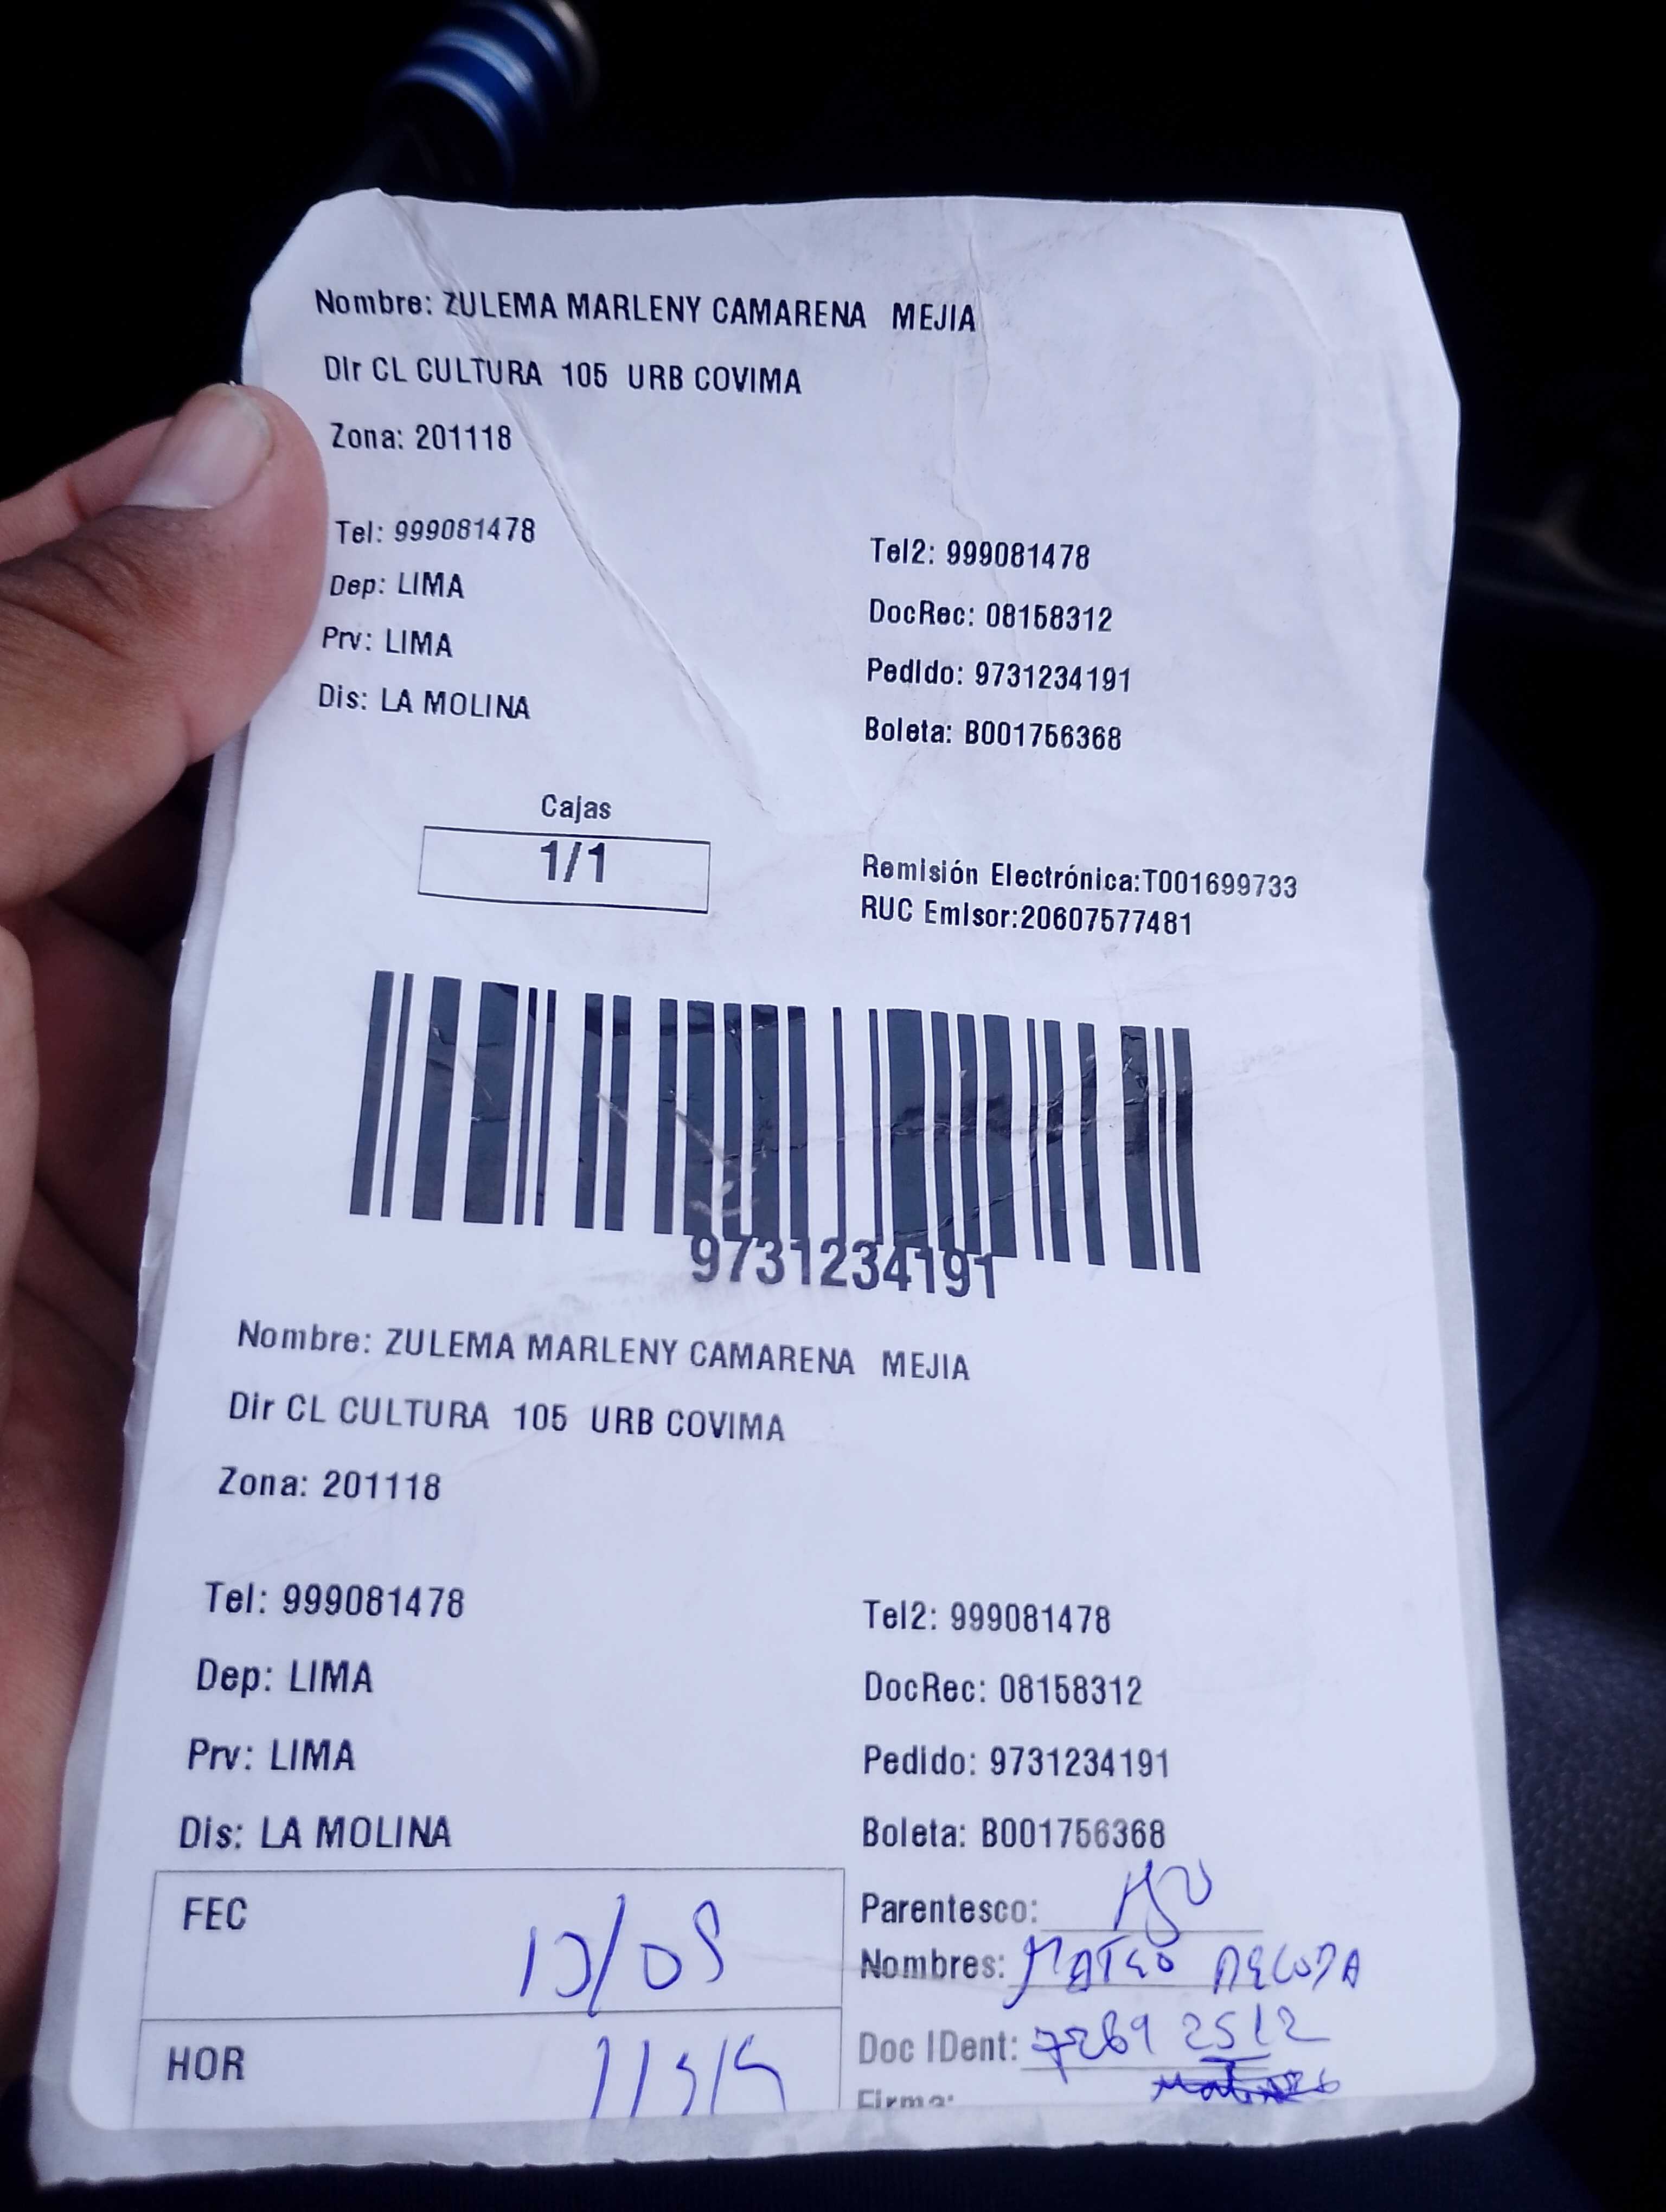 Nombre: ZULEMA MARLENY CAMARENA MEJIA
Dir CL CULTURA 105 URB COVIMA
Zona: 201118
Tel: 999081478
Tel2: 999081478
Dep: LIMA
DocRec: 08158312
Prv: LIMA
Pedido: 9731234191
Dis: LA MOLINA
Boleta: B001756368
Cajas
1/1
Remisión Electrónica:T001699733
RUC Emisor:20607577481
9731234191
Nombre: ZULEMA MARLENY CAMARENA MEJIA
Dir CL CULTURA 105 URB COVIMA
Zona: 201118
Tel: 999081478
Tel2: 999081478
Dep: LIMA
DocRec: 08158312
Prv: LIMA
Pedido: 9731234191
Dis: LA MOLINA
Boleta: B001756368
FEC
Parentesco:
Nombres: MATEO
HOR
Doc IDent: 7269 2512
Firma: